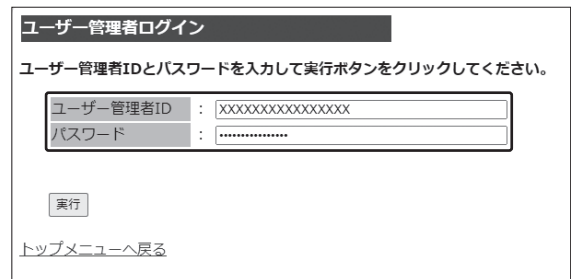 ユーザー管理者ログイン
ユーザー管理者IDとパスワードを入力して実行ボタンをクリックしてください。
ユーザー管理者ID : XXXXXXXXXXXXXXXX
パスワード : ••••••••••••••••
実行
トップメニューへ戻る